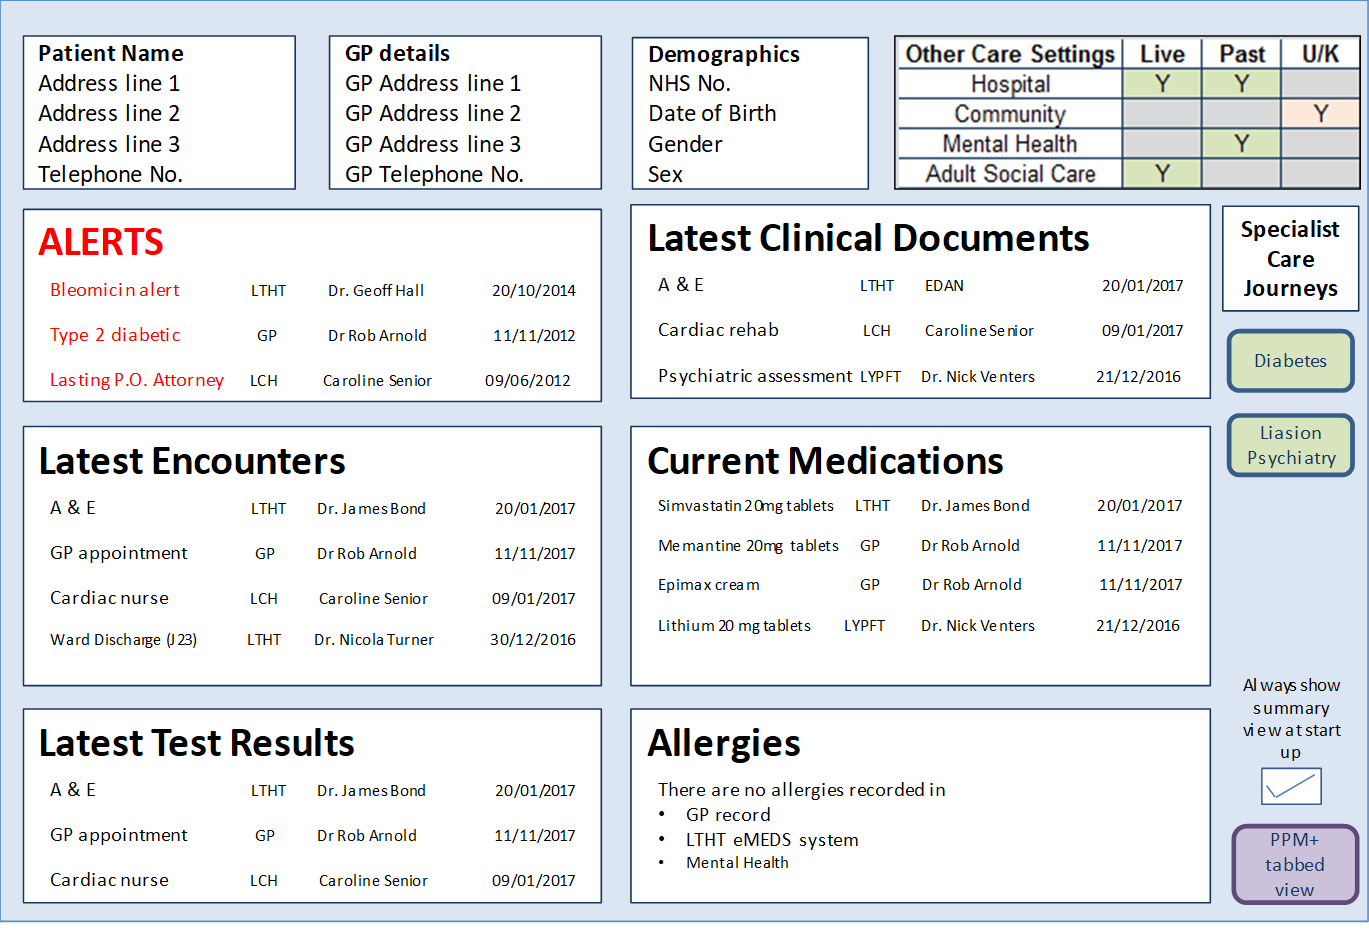 Patient Name
Address line 1
Address line 2
Address line 3
Telephone No.
GP details
GP Address line 1
GP Address line 2
GP Address line 3
GP Telephone No.
Demographics
NHS No.
Date of Birth
Gender
Sex
Other Care Settings Live Past U/K
Hospital Y Y
Community Y
Mental Health Y
Adult Social Care Y
ALERTS
Bleomicin alert LTHT Dr. Geoff Hall 20/10/2014
Type 2 diabetic GP Dr Rob Arnold 11/11/2012
Lasting P.O. Attorney LCH Caroline Senior 09/06/2012
Latest Clinical Documents
A & E LTHT EDAN 20/01/2017
Cardiac rehab LCH Caroline Senior 09/01/2017
Psychiatric assessment LYPFT Dr. Nick Venters 21/12/2016
Specialist
Care
Journeys
Diabetes
Liasion
Psychiatry
Latest Encounters
A & E LTHT Dr. James Bond 20/01/2017
GP appointment GP Dr Rob Arnold 11/11/2017
Cardiac nurse LCH Caroline Senior 09/01/2017
Ward Discharge (J23) LTHT Dr. Nicola Turner 30/12/2016
Current Medications
Simvastatin 20mg tablets LTHT Dr. James Bond 20/01/2017
Memantine 20mg tablets GP Dr Rob Arnold 11/11/2017
Epimax cream GP Dr Rob Arnold 11/11/2017
Lithium 20 mg tablets LYPFT Dr. Nick Venters 21/12/2016
Latest Test Results
A & E LTHT Dr. James Bond 20/01/2017
GP appointment GP Dr Rob Arnold 11/11/2017
Cardiac nurse LCH Caroline Senior 09/01/2017
Allergies
There are no allergies recorded in
• GP record
• LTHT eMEDS system
• Mental Health
Always show
summary
view at start
up
PPM+
tabbed
view